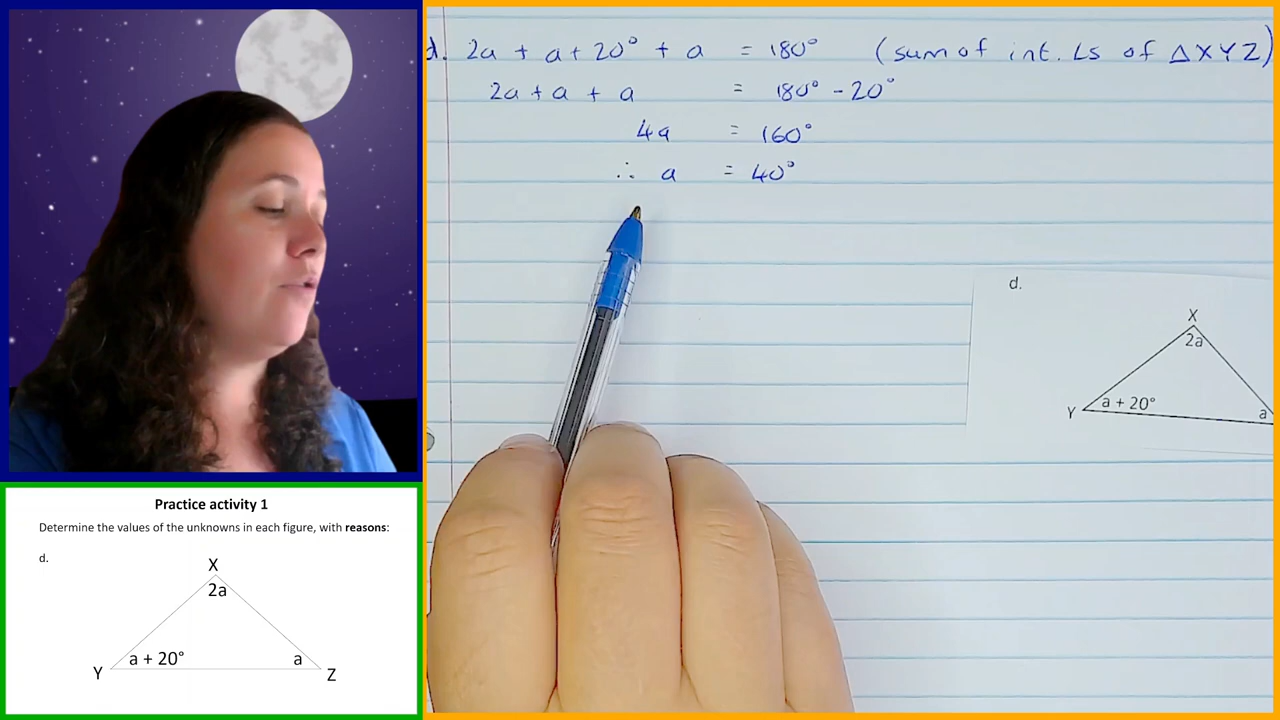 d. 2a + a + 20° + a = 180° (sum of int. ∠s of ΔXYZ)
2a + a + a = 180° - 20°
4a = 160°
∴ a = 40°
d.
X
2a
Y a + 20° a
Practice activity 1
Determine the values of the unknowns in each figure, with reasons:
d.
X
2a
Y a + 20° a Z